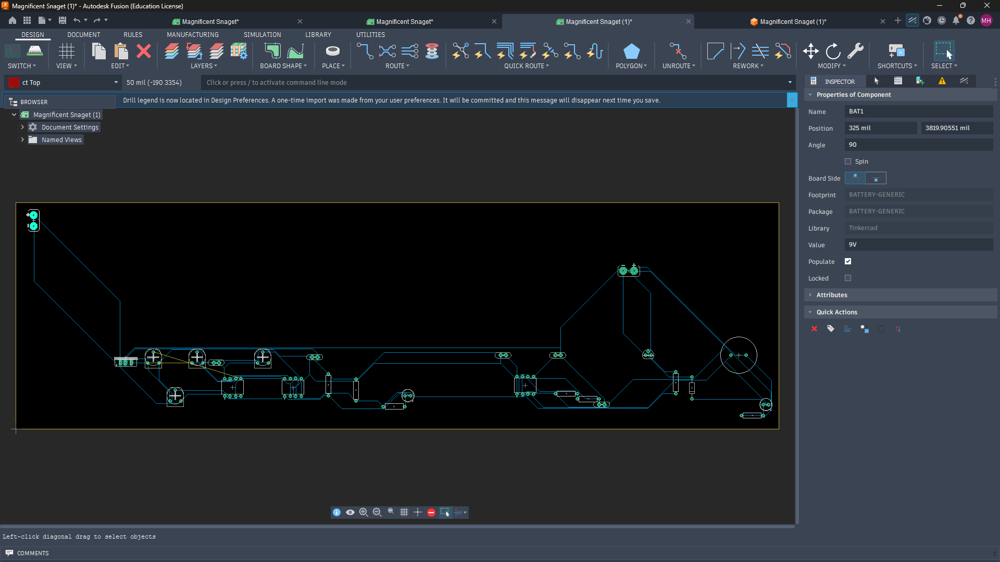 Magnificent Snaget (1)* - Autodesk Fusion (Education License)
Magnificent Snaget*
Magnificent Snaget*
Magnificent Snaget (1)*
Magnificent Snaget (1)*
MH
DESIGN
DOCUMENT
RULES
MANUFACTURING
SIMULATION
LIBRARY
UTILITIES
SWITCH
VIEW
EDIT
LAYERS
BOARD SHAPE
PLACE
ROUTE
QUICK ROUTE
POLYGON
UNROUTE
REWORK
MODIFY
SHORTCUTS
SELECT
ct Top
50 mil (-190 3354)
Click or press / to activate command line mode
INSPECTOR
BROWSER
Drill legend is now located in Design Preferences. A one-time import was made from your user preferences. It will be committed and this message will disappear next time you save.
Magnificent Snaget (1)
Document Settings
Named Views
Properties of Component
Name
BAT1
Position
325 mil
3819.90551 mil
Angle
90
Spin
Board Side
Footprint
BATTERY-GENERIC
Package
BATTERY-GENERIC
Library
Tinkercad
Value
9V
Populate
Locked
Attributes
Quick Actions
Left-click diagonal drag to select objects
COMMENTS